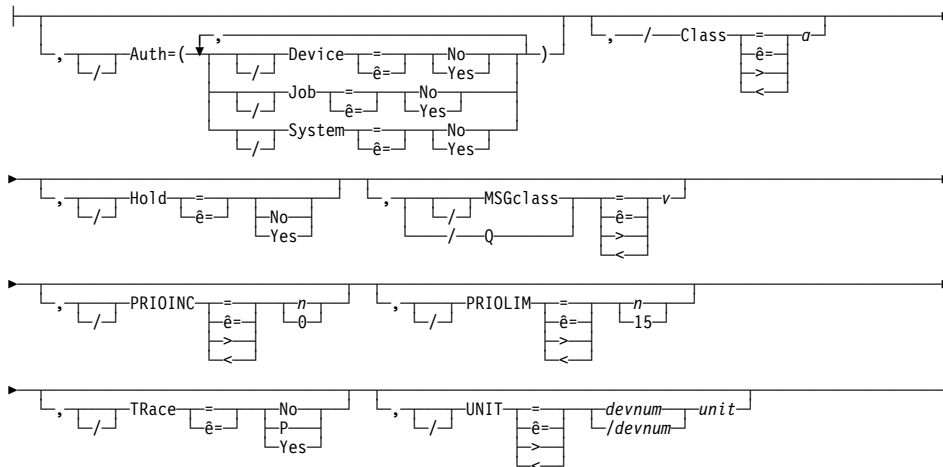 ,
, / Auth=( / Device = No ) , / Class = a
ê= Yes ê=
/ Job = No >
ê= Yes <
/ System = No
ê= Yes
, / Hold = No , / MSGclass = v
ê= Yes / Q ê=
>
<
, / PRIOINC = n , / PRIOLIM = n
ê= 0 ê= 15
> >
< <
, / TRace = No , / UNIT = devnum unit
ê= P ê= /devnum
Yes >
<